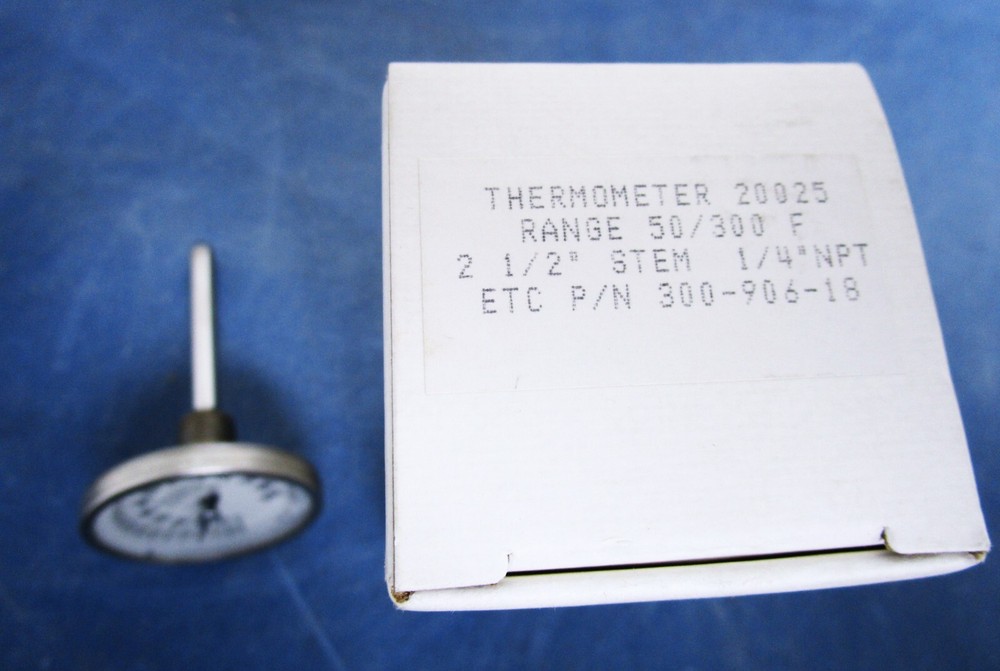 THERMOMETER 20025
RANGE 50/300 F
2 1/2" STEM 1/4"NPT
ETC P/N 300-906-18